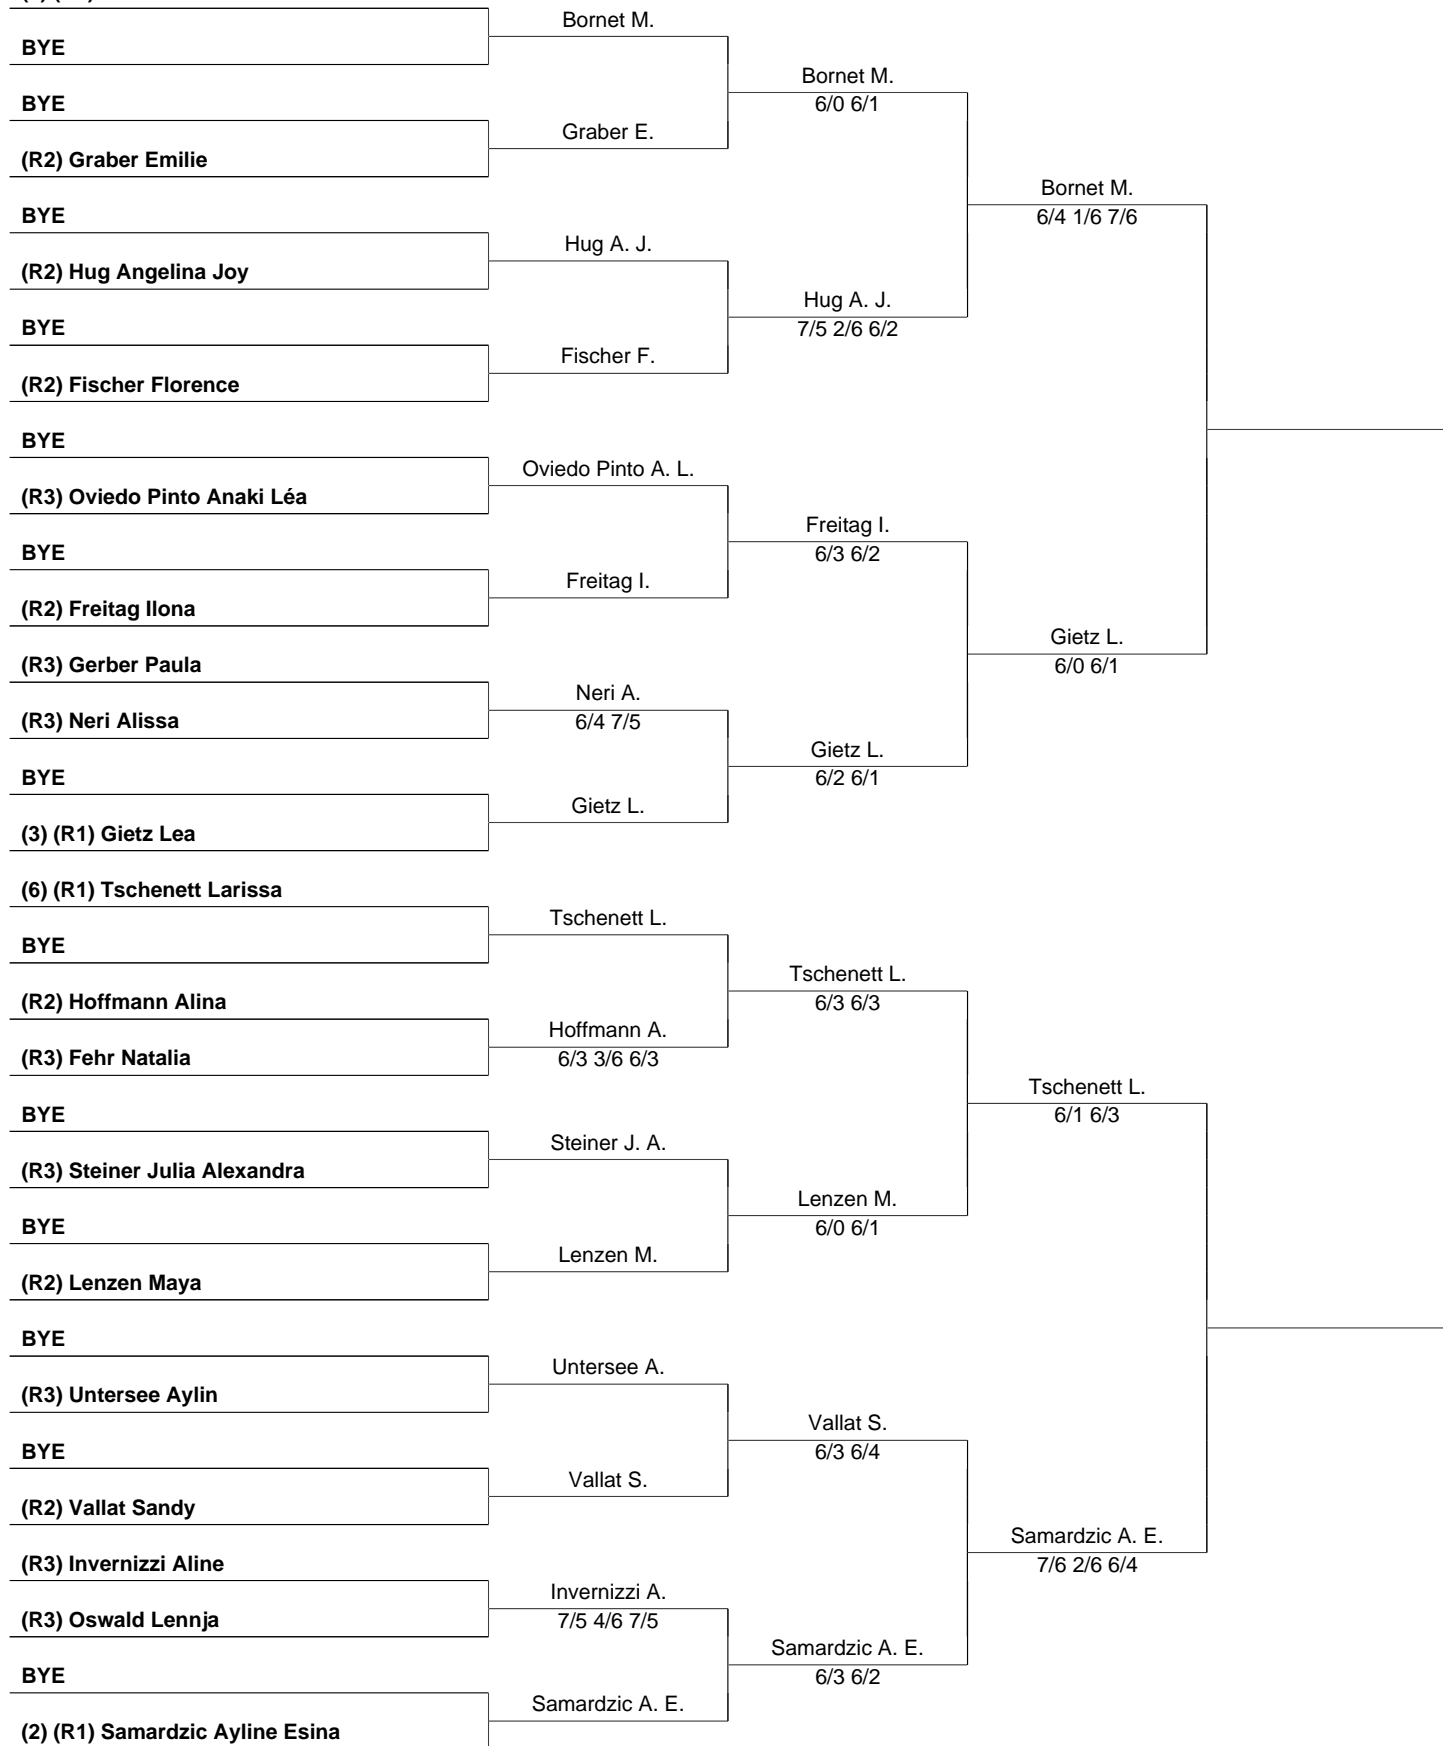 BYE
BYE
(R2) Graber Emilie
BYE
(R2) Hug Angelina Joy
BYE
(R2) Fischer Florence
BYE
(R3) Oviedo Pinto Anaki Léa
BYE
(R2) Freitag Ilona
(R3) Gerber Paula
(R3) Neri Alissa
BYE
(3) (R1) Gietz Lea
(6) (R1) Tschenett Larissa
BYE
(R2) Hoffmann Alina
(R3) Fehr Natalia
BYE
(R3) Steiner Julia Alexandra
BYE
(R2) Lenzen Maya
BYE
(R3) Untersee Aylin
BYE
(R2) Vallat Sandy
(R3) Invernizzi Aline
(R3) Oswald Lennja
BYE
(2) (R1) Samardzic Ayline Esina
Bornet M.
Graber E.
Hug A. J.
Fischer F.
Oviedo Pinto A. L.
Freitag I.
Neri A.
6/4 7/5
Gietz L.
Tschenett L.
Hoffmann A.
6/3 3/6 6/3
Steiner J. A.
Lenzen M.
Untersee A.
Vallat S.
Invernizzi A.
7/5 4/6 7/5
Samardzic A. E.
Bornet M.
6/0 6/1
Hug A. J.
7/5 2/6 6/2
Freitag I.
6/3 6/2
Gietz L.
6/2 6/1
Tschenett L.
6/3 6/3
Lenzen M.
6/0 6/1
Vallat S.
6/3 6/4
Samardzic A. E.
6/3 6/2
Bornet M.
6/4 1/6 7/6
Gietz L.
6/0 6/1
Tschenett L.
6/1 6/3
Samardzic A. E.
7/6 2/6 6/4